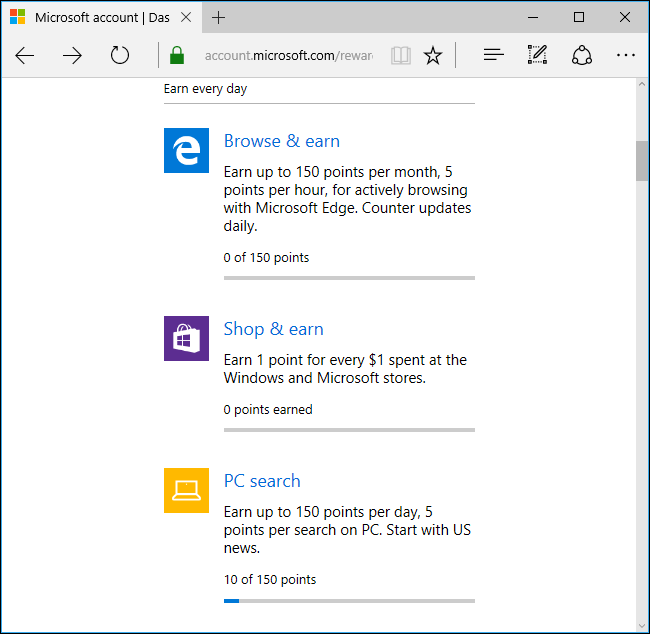 Microsoft account | Das
account.microsoft.com/rewar
Earn every day
Browse & earn
Earn up to 150 points per month, 5
points per hour, for actively browsing
with Microsoft Edge. Counter updates
daily.
0 of 150 points
Shop & earn
Earn 1 point for every $1 spent at the
Windows and Microsoft stores.
0 points earned
PC search
Earn up to 150 points per day, 5
points per search on PC. Start with US
news.
10 of 150 points